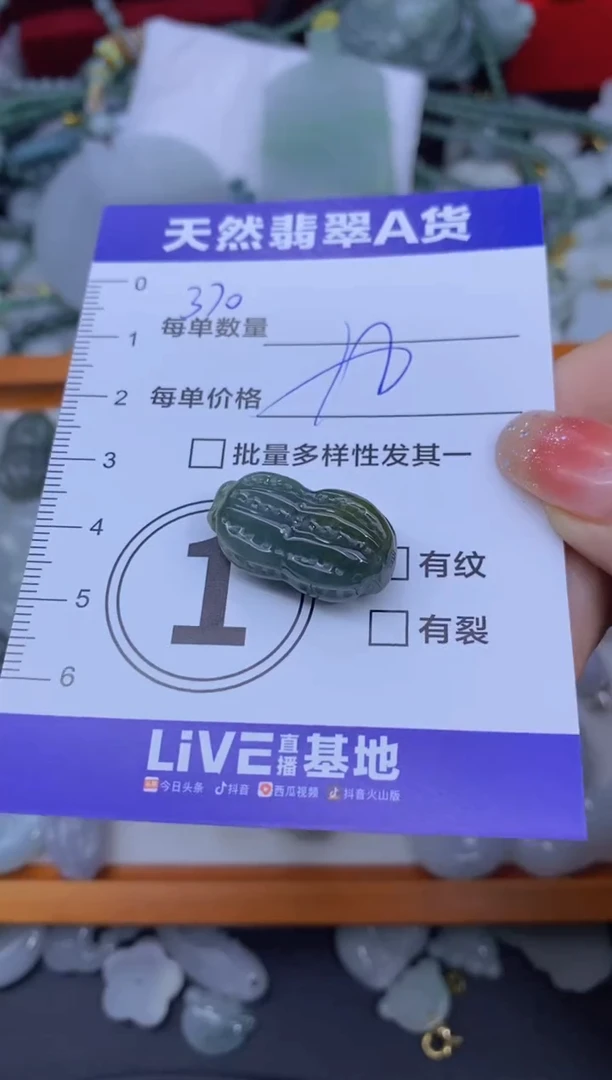 天然翡翠A货
0
370
每单数量
1
2
每单价格
3
批量多样性发其一
4
1
有纹
5
有裂
6
LiVE直播基地
今日头条 抖音 西瓜视频 抖音火山版